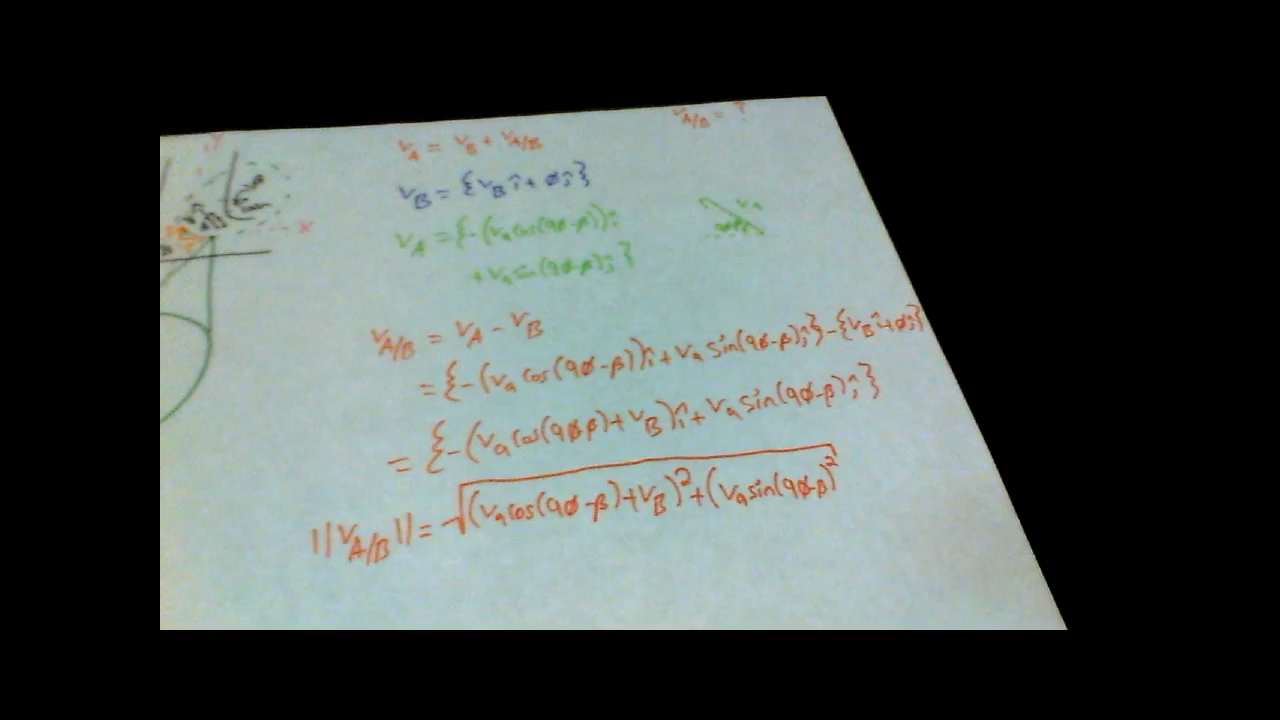 V_A/B = ?
V_A = V_B + V_A/B
V_B = {V_B î + 0ĵ}
V_A = {-(V_A cos(90-β))î
+ V_A sin(90-β)ĵ}
V_A
y
x
V_A/B = V_A - V_B
= {-(V_A cos(90-β))î + V_A sin(90-β)ĵ} - {V_B î + 0ĵ}
= {-(V_A cos(90-β) + V_B)î + V_A sin(90-β)ĵ}
||V_A/B|| = √((V_A cos(90-β) + V_B)² + (V_A sin(90-β)²